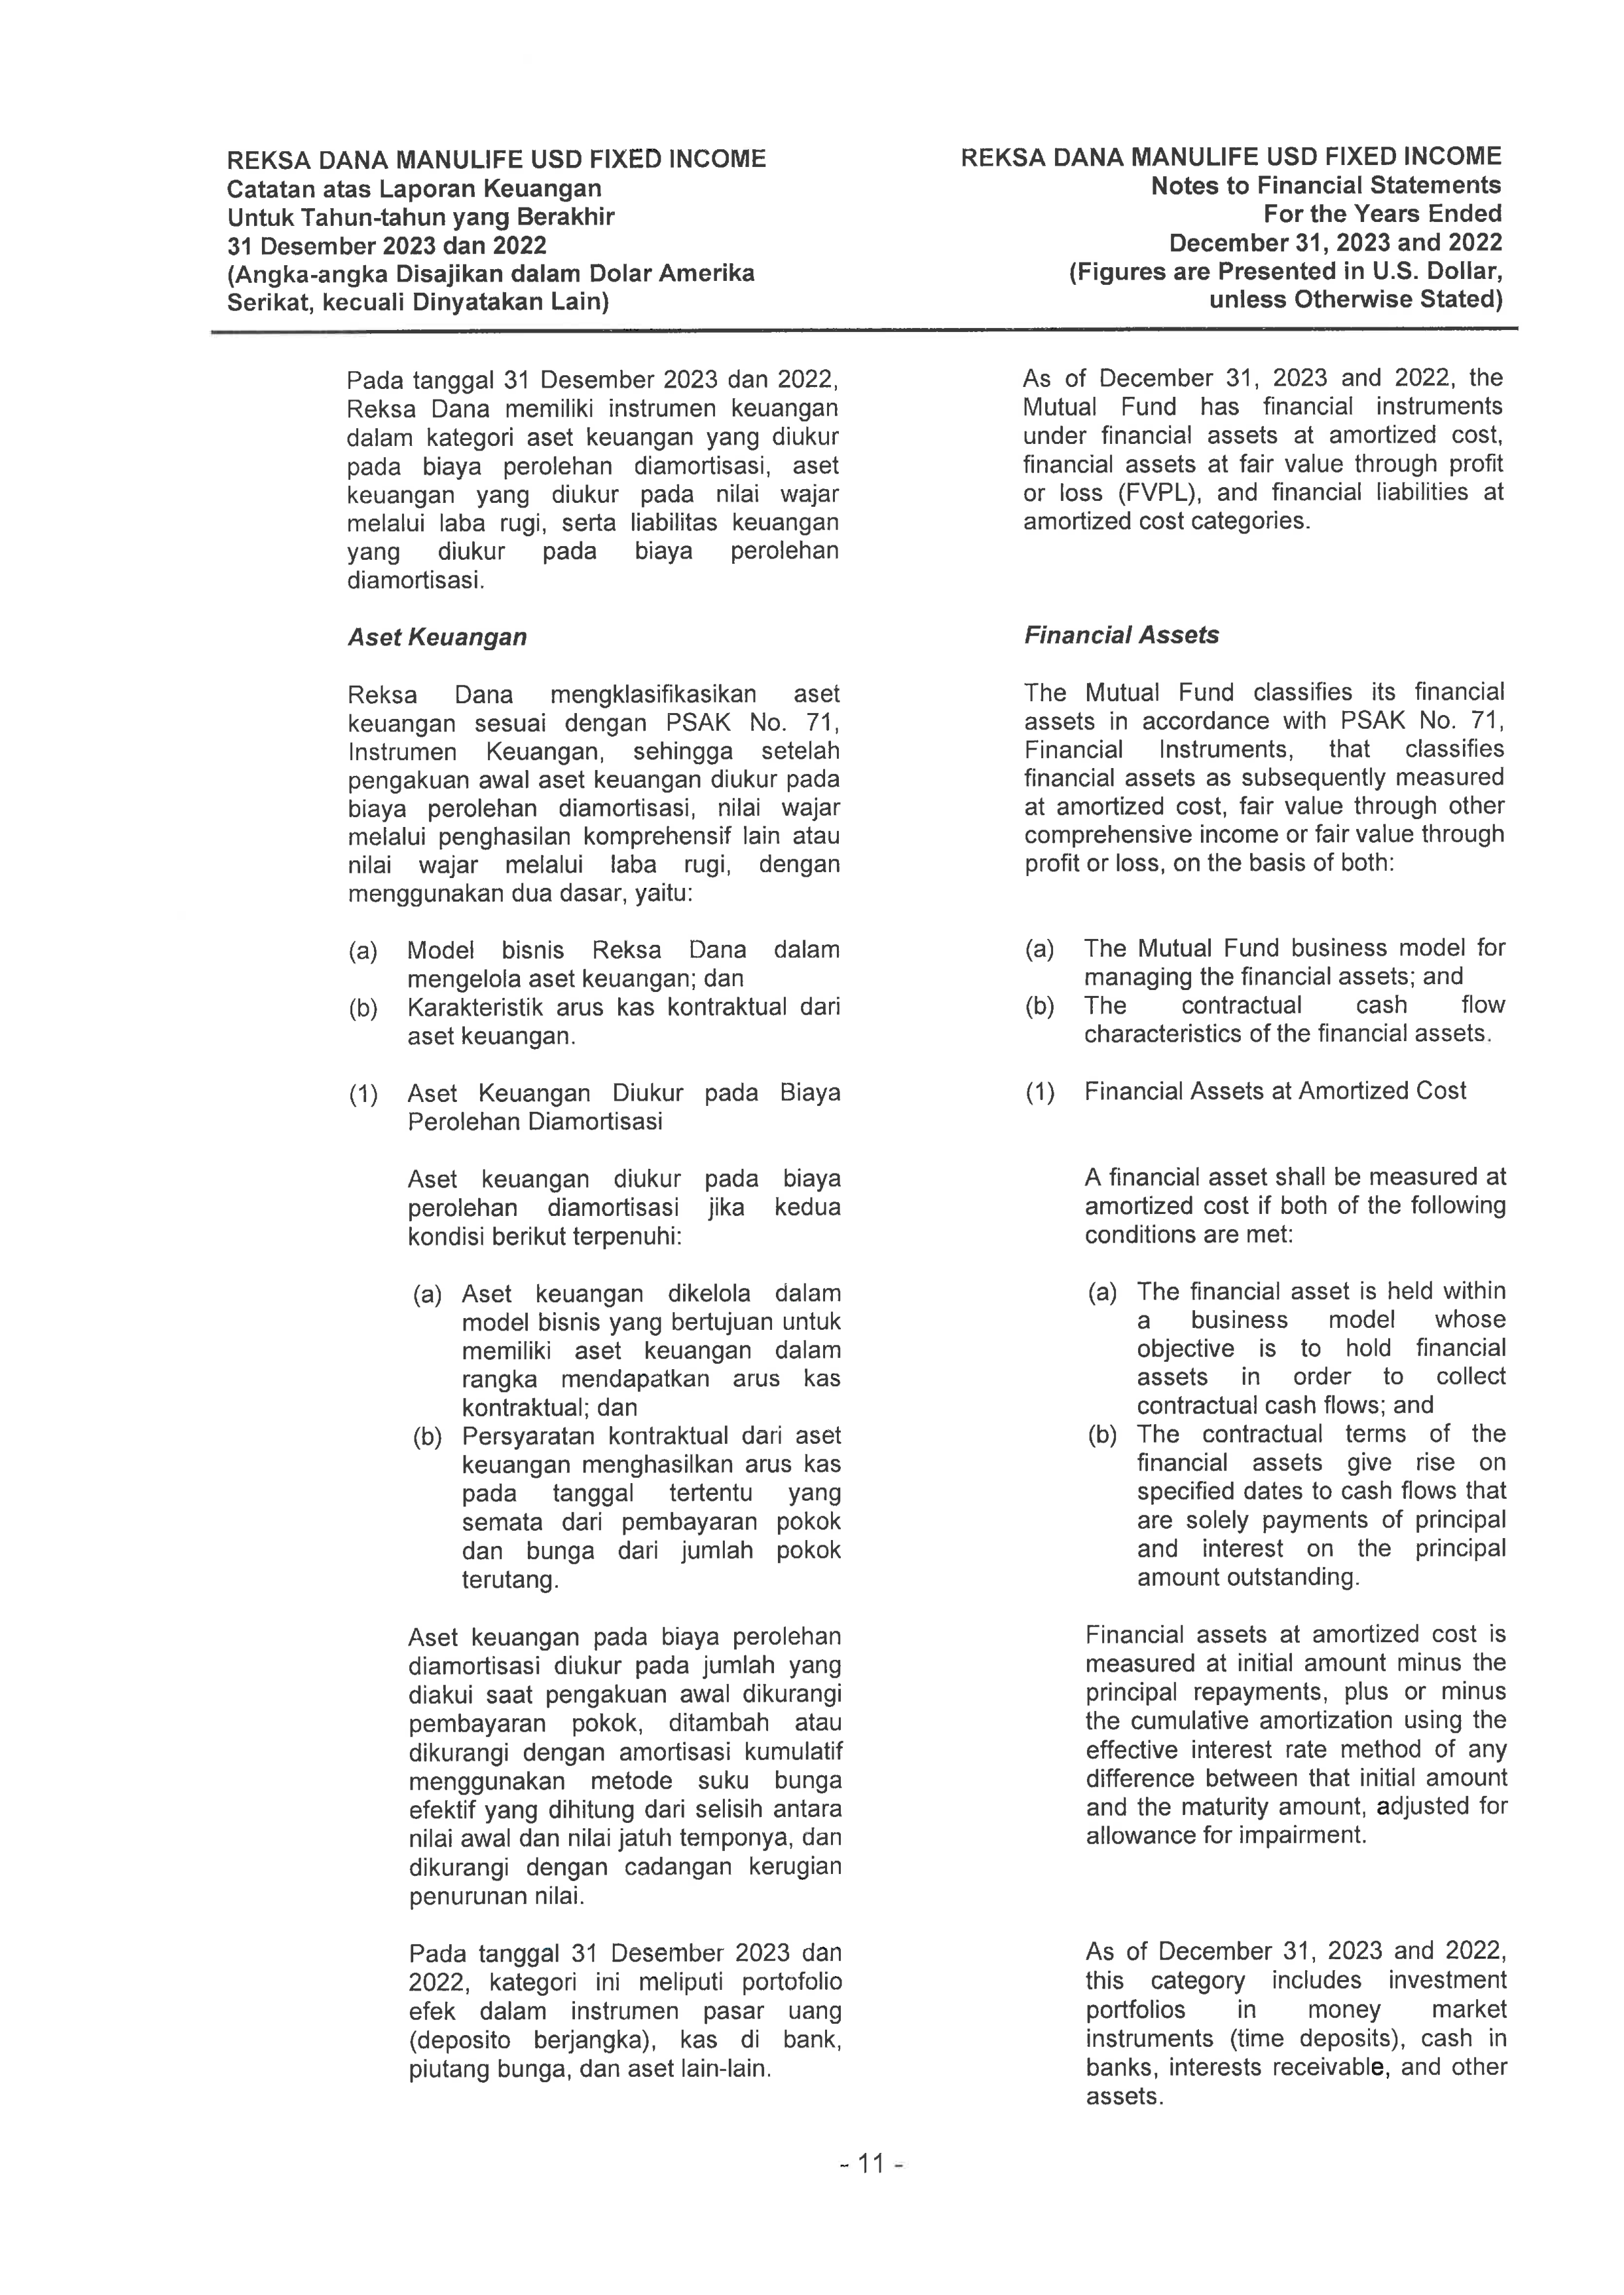 REKSA DANA MANULIFE USD FIXED INCOME
Catatan atas Laporan Keuangan
Untuk Tahun-tahun yang Berakhir
31 Desember 2023 dan 2022
(Angka-angka Disajikan dalam Dolar Amerika
Serikat, kecuali Dinyatakan Lain)
REKSA DANA MANULIFE USD FIXED INCOME
Notes to Financial Statements
For the Years Ended
December 31, 2023 and 2022
(Figures are Presented in U.S. Dollar,
unless Otherwise Stated)
Pada tanggal 31 Desember 2023 dan 2022,
Reksa Dana memiliki instrumen keuangan
dalam kategori aset keuangan yang diukur
pada biaya perolehan diamortisasi, aset
keuangan yang diukur pada nilai wajar
melalui laba rugi, serta liabilitas keuangan
yang diukur pada biaya perolehan
diamortisasi.
Aset Keuangan
Reksa Dana mengklasifikasikan aset
keuangan sesuai dengan PSAK No. 71,
Instrumen Keuangan, sehingga setelah
pengakuan awal aset keuangan diukur pada
biaya perolehan diamortisasi, nilai wajar
melalui penghasilan komprehensif lain atau
nilai wajar melalui laba rugi, dengan
menggunakan dua dasar, yaitu:
(a) Model bisnis Reksa Dana dalam
mengelola aset keuangan; dan
(b) Karakteristik arus kas kontraktual dari
aset keuangan.
(1) Aset Keuangan Diukur pada Biaya
Perolehan Diamortisasi
Aset keuangan diukur pada biaya
perolehan diamortisasi jika kedua
kondisi berikut terpenuhi:
(a) Aset keuangan dikelola dalam
model bisnis yang bertujuan untuk
memiliki aset keuangan dalam
rangka mendapatkan arus kas
kontraktual; dan
(b) Persyaratan kontraktual dari aset
keuangan menghasilkan arus kas
pada tanggal tertentu yang
semata dari pembayaran pokok
dan bunga dari jumlah pokok
terutang.
Aset keuangan pada biaya perolehan
diamortisasi diukur pada jumlah yang
diakui saat pengakuan awal dikurangi
pembayaran pokok, ditambah atau
dikurangi dengan amortisasi kumulatif
menggunakan metode suku bunga
efektif yang dihitung dari selisih antara
nilai awal dan nilai jatuh temponya, dan
dikurangi dengan cadangan kerugian
penurunan nilai.
Pada tanggal 31 Desember 2023 dan
2022, kategori ini meliputi portofolio
efek dalam instrumen pasar uang
(deposito berjangka), kas di bank,
piutang bunga, dan aset lain-lain.
As of December 31, 2023 and 2022, the
Mutual Fund has financial instruments
under financial assets at amortized cost,
financial assets at fair value through profit
or loss (FVPL), and financial liabilities at
amortized cost categories.
Financial Assets
The Mutual Fund classifies its financial
assets in accordance with PSAK No. 71,
Financial Instruments, that classifies
financial assets as subsequently measured
at amortized cost, fair value through other
comprehensive income or fair value through
profit or loss, on the basis of both:
(a) The Mutual Fund business model for
managing the financial assets; and
(b) The contractual cash flow
characteristics of the financial assets.
(1) Financial Assets at Amortized Cost
A financial asset shall be measured at
amortized cost if both of the following
conditions are met:
(a) The financial asset is held within
a business model whose
objective is to hold financial
assets in order to collect
contractual cash flows; and
(b) The contractual terms of the
financial assets give rise on
specified dates to cash flows that
are solely payments of principal
and interest on the principal
amount outstanding.
Financial assets at amortized cost is
measured at initial amount minus the
principal repayments, plus or minus
the cumulative amortization using the
effective interest rate method of any
difference between that initial amount
and the maturity amount, adjusted for
allowance for impairment.
As of December 31, 2023 and 2022,
this category includes investment
portfolios in money market
instruments (time deposits), cash in
banks, interests receivable, and other
assets.
- 11 -